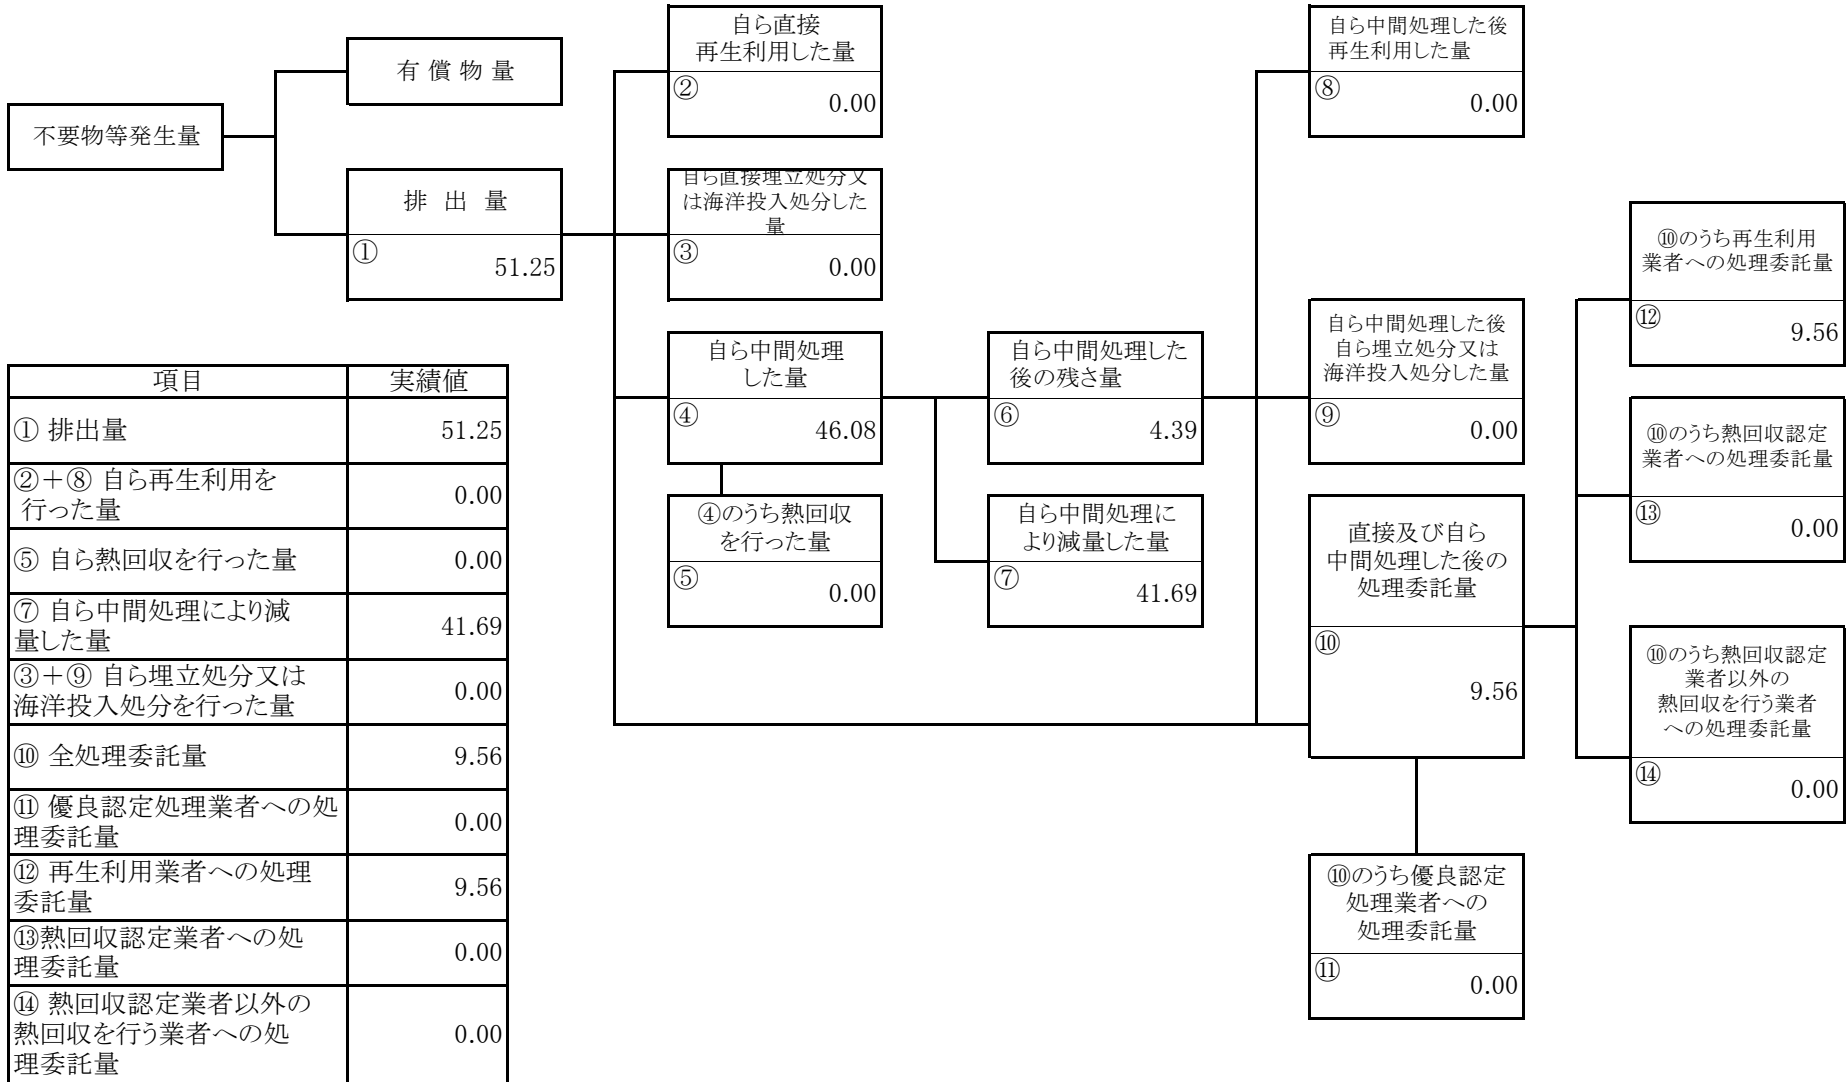 不要物等発生量
有 償 物 量
排 出 量
①
51.25
自ら直接
再生利用した量
②
0.00
自ら直接埋立処分又
は海洋投入処分した
量
③
0.00
自ら中間処理
した量
④
46.08
④のうち熱回収
を行った量
⑤
0.00
自ら中間処理した
後の残さ量
⑥
4.39
自ら中間処理に
より減量した量
⑦
41.69
自ら中間処理した後
再生利用した量
⑧
0.00
自ら中間処理した後
自ら埋立処分又は
海洋投入処分した量
⑨
0.00
直接及び自ら
中間処理した後の
処理委託量
⑩
9.56
⑩のうち優良認定
処理業者への
処理委託量
⑪
0.00
⑩のうち再生利用
業者への処理委託量
⑫
9.56
⑩のうち熱回収認定
業者への処理委託量
⑬
0.00
⑩のうち熱回収認定
業者以外の
熱回収を行う業者
への処理委託量
⑭
0.00
項目 実績値
① 排出量 51.25
②＋⑧ 自ら再生利用を
行った量 0.00
⑤ 自ら熱回収を行った量 0.00
⑦ 自ら中間処理により減
量した量 41.69
③＋⑨ 自ら埋立処分又は
海洋投入処分を行った量 0.00
⑩ 全処理委託量 9.56
⑪ 優良認定処理業者への処
理委託量 0.00
⑫ 再生利用業者への処理
委託量 9.56
⑬熱回収認定業者への処
理委託量 0.00
⑭ 熱回収認定業者以外の
熱回収を行う業者への処
理委託量 0.00